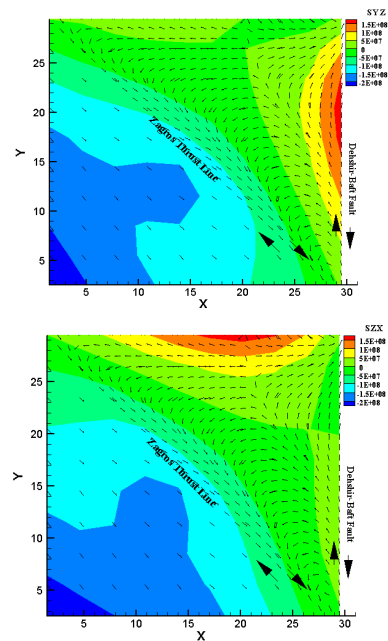 SYZ
1.5E+08
1E+08
5E+07
0
-5E+07
-1E+08
-1.5E+08
-2E+08
25
20
15
10
5
Y
Zagros Thrust Line
Dehshir-Baft Fault
5
10
15
20
25
30
X
SZX
1.5E+08
1E+08
5E+07
0
-5E+07
-1E+08
-1.5E+08
-2E+08
25
20
15
10
5
Y
Zagros Thrust Line
Dehshir-Baft Fault
5
10
15
20
25
30
X